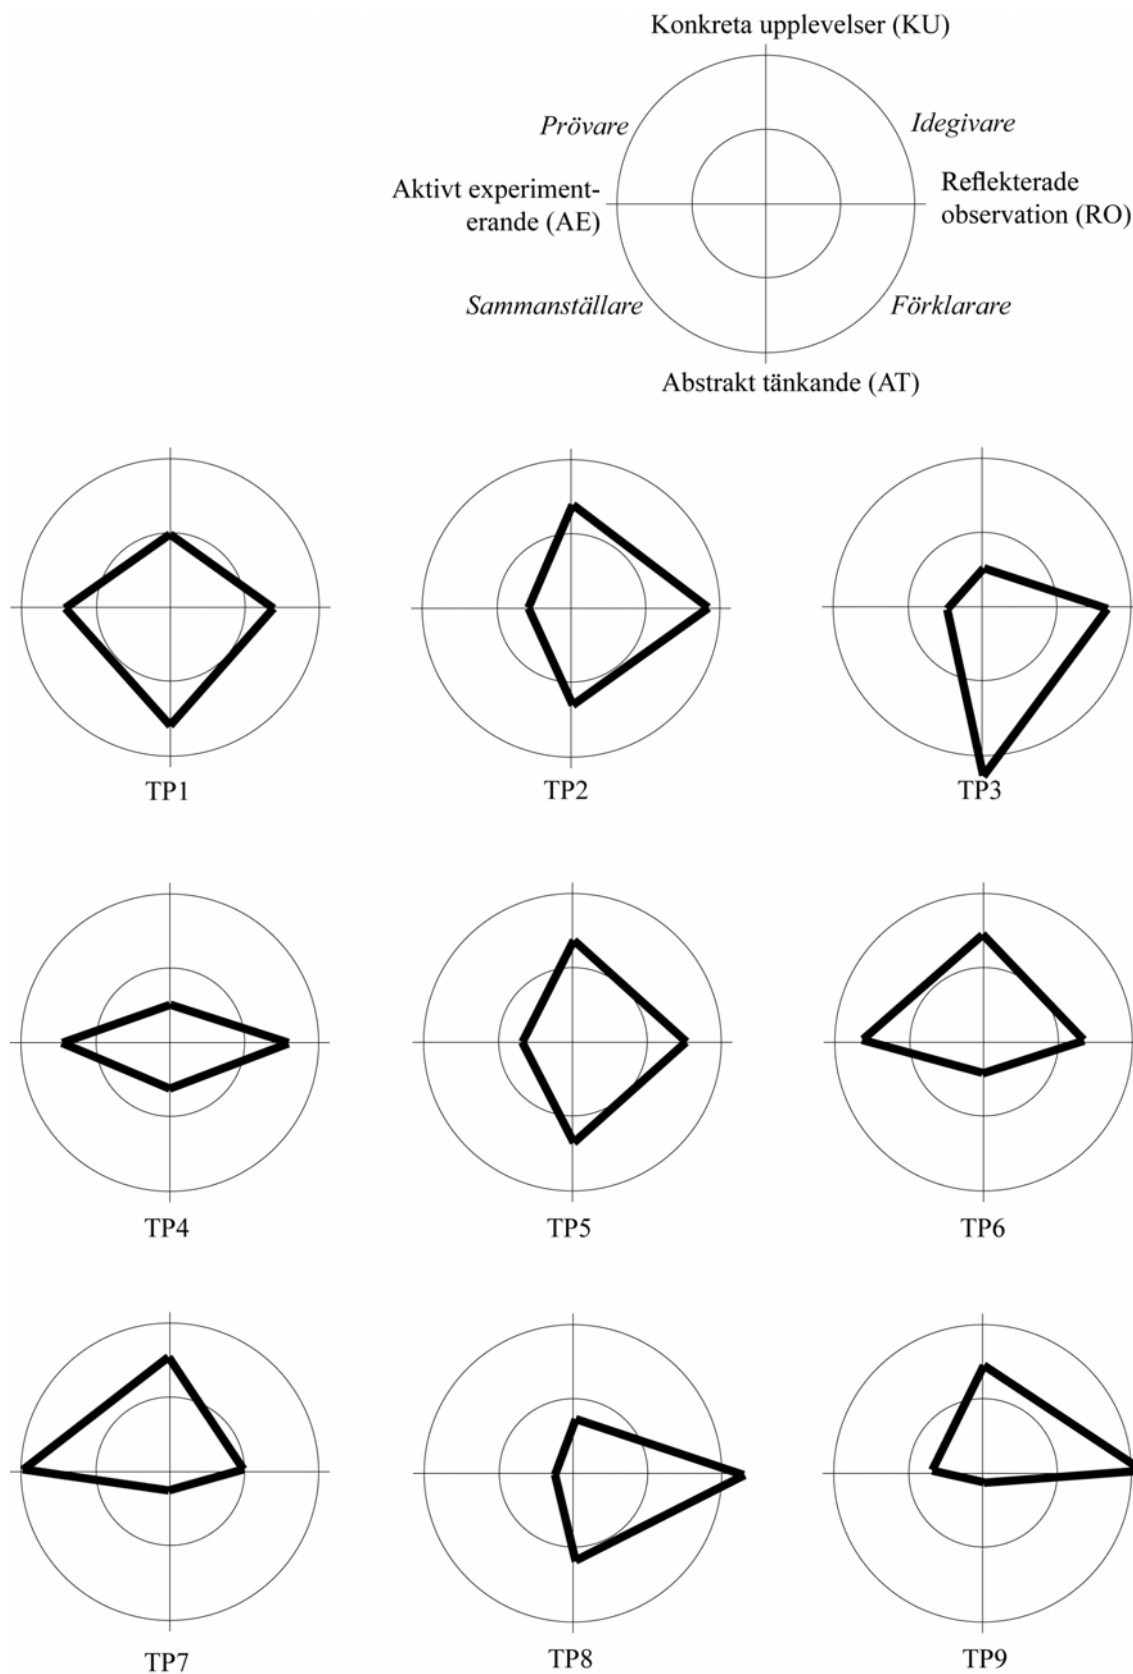 Konkreta upplevelser (KU)
Prövare
Idegivare
Aktivt experiment-
erande (AE)
Reflekterade
observation (RO)
Sammanställare
Förklarare
Abstrakt tänkande (AT)
TP1
TP2
TP3
TP4
TP5
TP6
TP7
TP8
TP9